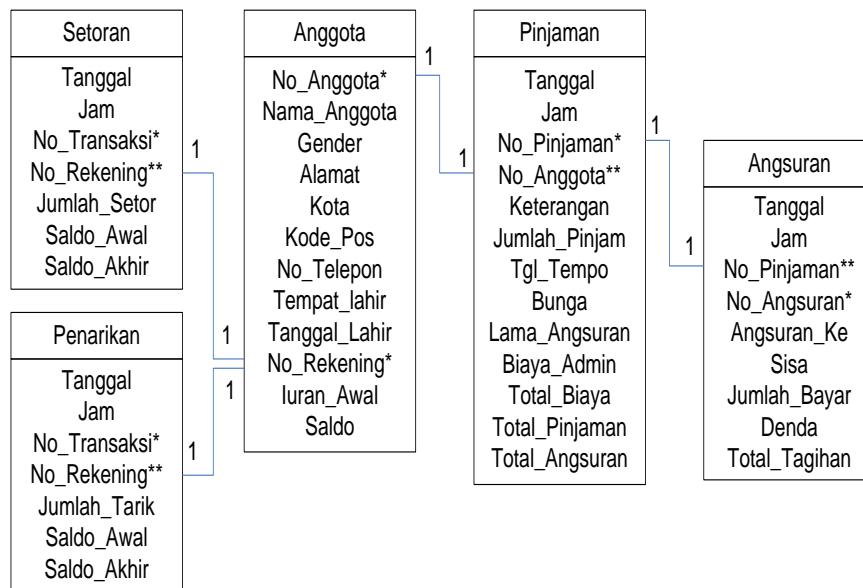 Setoran
Tanggal
Jam
No_Transaksi*
No_Rekening**
Jumlah_Setor
Saldo_Awal
Saldo_Akhir
1
Penarikan
Tanggal
Jam
No_Transaksi*
No_Rekening**
Jumlah_Tarik
Saldo_Awal
Saldo_Akhir
1
1
1
Anggota
No_Anggota*
Nama_Anggota
Gender
Alamat
Kota
Kode_Pos
No_Telepon
Tempat_lahir
Tanggal_Lahir
No_Rekening*
Iuran_Awal
Saldo
1
1
Pinjaman
Tanggal
Jam
No_Pinjaman*
No_Anggota**
Keterangan
Jumlah_Pinjam
Tgl_Tempo
Bunga
Lama_Angsuran
Biaya_Admin
Total_Biaya
Total_Pinjaman
Total_Angsuran
1
1
Angsuran
Tanggal
Jam
No_Pinjaman**
No_Angsuran*
Angsuran_Ke
Sisa
Jumlah_Bayar
Denda
Total_Tagihan